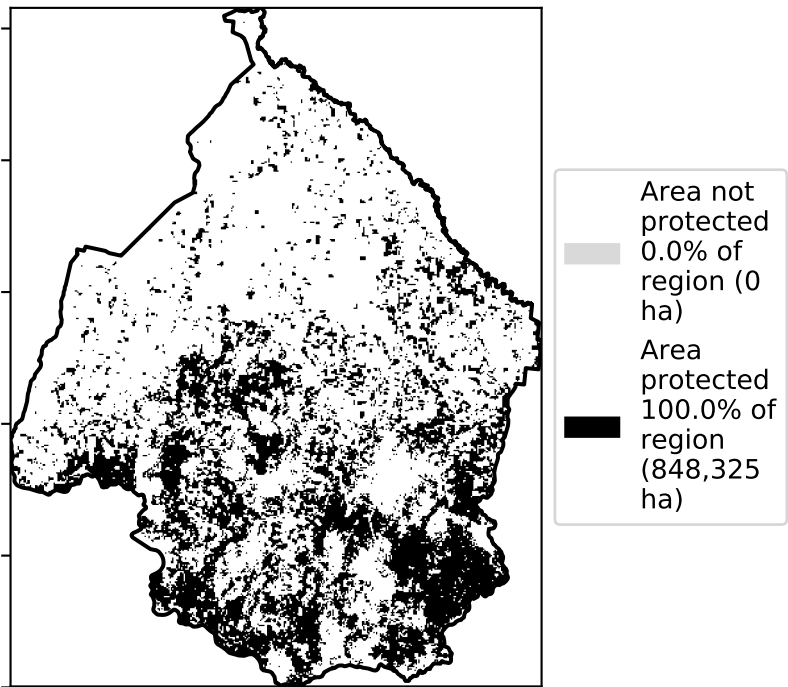 Area not
protected
0.0% of
region (0
ha)
Area
protected
100.0% of
region
(848,325
ha)